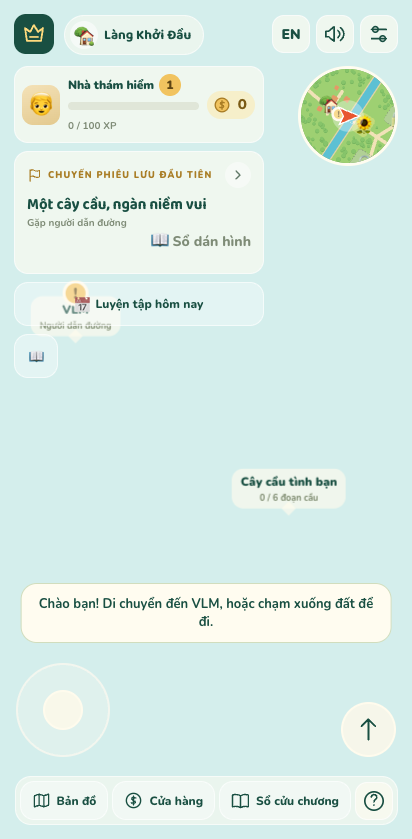 Làng Khởi Đầu
EN
Nhà thám hiểm 1
0
0 / 100 XP
CHUYẾN PHIÊU LƯU ĐẦU TIÊN
Một cây cầu, ngàn niềm vui
Gặp người dẫn đường
Sổ dán hình
Luyện tập hôm nay
VLM
Người dẫn đường
Cây cầu tình bạn
0 / 6 đoạn cầu
Chào bạn! Di chuyển đến VLM, hoặc chạm xuống đất để
đi.
Bản đồ
Cửa hàng
Sổ cửu chương